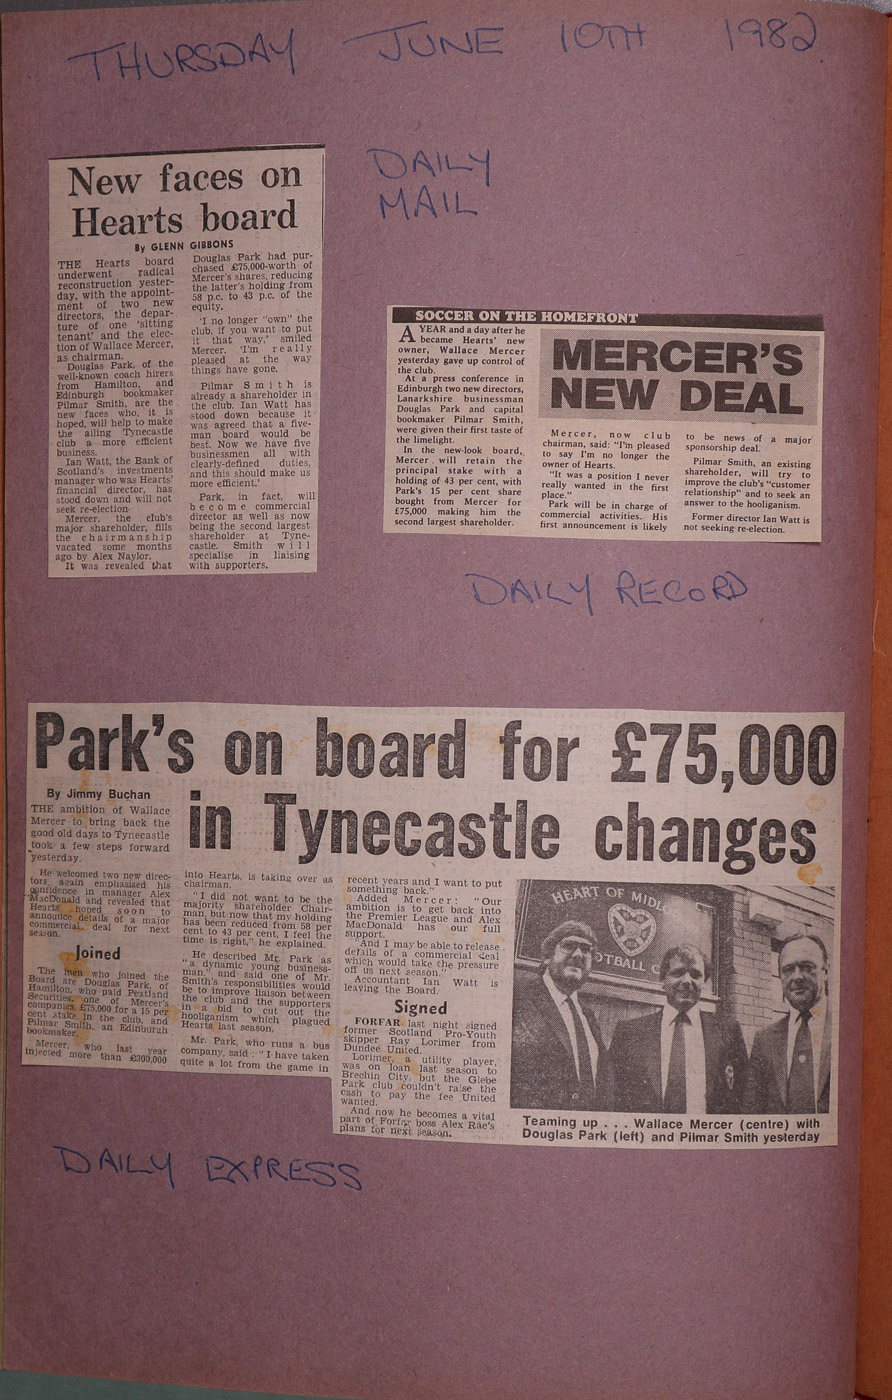 THURSDAY JUNE 10TH 1982
DAILY
MAIL
New faces on
Hearts board
By GLENN GIBBONS
THE Hearts board
underwent radical
reconstruction yester-
day, with the appoint-
ment of two new
directors, the depar-
ture of one 'sitting
tenant' and the elec-
tion of Wallace Mercer,
as chairman.
Douglas Park, of the
well-known coach hirers
from Hamilton, and
Edinburgh bookmaker
Pilmar Smith, are the
new faces who, it is
hoped, will help to make
the ailing Tynecastle
club a more efficient
business.
Ian Watt, the Bank of
Scotland's investments
manager who was Hearts'
financial director, has
stood down and will not
seek re-election.
Mercer, the club's
major shareholder, fills
the chairmanship
vacated some months
ago by Alex Naylor.
It was revealed that
Douglas Park had pur-
chased £75,000-worth of
Mercer's shares, reducing
the latter's holding from
58 p.c. to 43 p.c. of the
equity.
'I no longer "own" the
club, if you want to put
it that way,' smiled
Mercer. 'I'm really
pleased at the way
things have gone.
Pilmar Smith is
already a shareholder in
the club. Ian Watt has
stood down because it
was agreed that a five-
man board would be
best. Now we have five
businessmen all with
clearly-defined duties,
and this should make us
more efficient.'
Park, in fact, will
become commercial
director as well as now
being the second largest
shareholder at Tyne-
castle. Smith will
specialise in liaising
with supporters.
SOCCER ON THE HOMEFRONT
MERCER'S
NEW DEAL
A YEAR and a day after he
became Hearts' new
owner, Wallace Mercer
yesterday gave up control of
the club.
At a press conference in
Edinburgh two new directors,
Lanarkshire businessman
Douglas Park and capital
bookmaker Pilmar Smith,
were given their first taste of
the limelight.
In the new-look board,
Mercer will retain the
principal stake with a
holding of 43 per cent, with
Park's 15 per cent share
bought from Mercer for
£75,000 making him the
second largest shareholder.
Mercer, now club
chairman, said: "I'm pleased
to say I'm no longer the
owner of Hearts.
"It was a position I never
really wanted in the first
place."
Park will be in charge of
commercial activities. His
first announcement is likely
to be news of a major
sponsorship deal.
Pilmar Smith, an existing
shareholder, will try to
improve the club's "customer
relationship" and to seek an
answer to the hooliganism.
Former director Ian Watt is
not seeking re-election.
DAILY RECORD
Park's on board for £75,000
in Tynecastle changes
By Jimmy Buchan
THE ambition of Wallace
Mercer to bring back the
good old days to Tynecastle
took a few steps forward
yesterday.
He welcomed two new direc-
tors, again emphasised his
confidence in manager Alex
MacDonald and revealed that
Hearts hoped soon to
announce details of a major
commercial deal for next
season.
Joined
The men who joined the
Board are Douglas Park, of
Hamilton, who paid Pentland
Securities, one of Mercer's
companies, £75,000 for a 15 per
cent stake in the club, and
Pilmar Smith, an Edinburgh
bookmaker.
Mercer, who last year
injected more than £300,000
into Hearts, is taking over as
chairman.
"I did not want to be the
majority shareholder Chair-
man, but now that my holding
has been reduced from 58 per
cent to 43 per cent, I feel the
time is right," he explained.
He described Mr. Park as
"a dynamic young business-
man," and said one of Mr.
Smith's responsibilities would
be to improve liaison between
the club and the supporters
in a bid to cut out the
hooliganism which plagued
Hearts last season.
Mr. Park, who runs a bus
company, said: "I have taken
quite a lot from the game in
recent years and I want to put
something back."
Added Mercer: "Our
ambition is to get back into
the Premier League and Alex
MacDonald has our full
support.
"And I may be able to release
details of a commercial deal
which would take the pressure
off us next season."
Accountant Ian Watt is
leaving the Board.
Signed
FORFAR last night signed
former Scotland Pro-Youth
skipper Ray Lorimer from
Dundee United.
Lorimer, a utility player,
was on loan last season to
Brechin City, but the Glebe
Park club couldn't raise the
cash to pay the fee United
wanted.
And now he becomes a vital
part of Forfar boss Alex Rae's
plans for next season.
HEART OF MIDL
OTBALL C
Teaming up . . . Wallace Mercer (centre) with
Douglas Park (left) and Pilmar Smith yesterday
DAILY EXPRESS